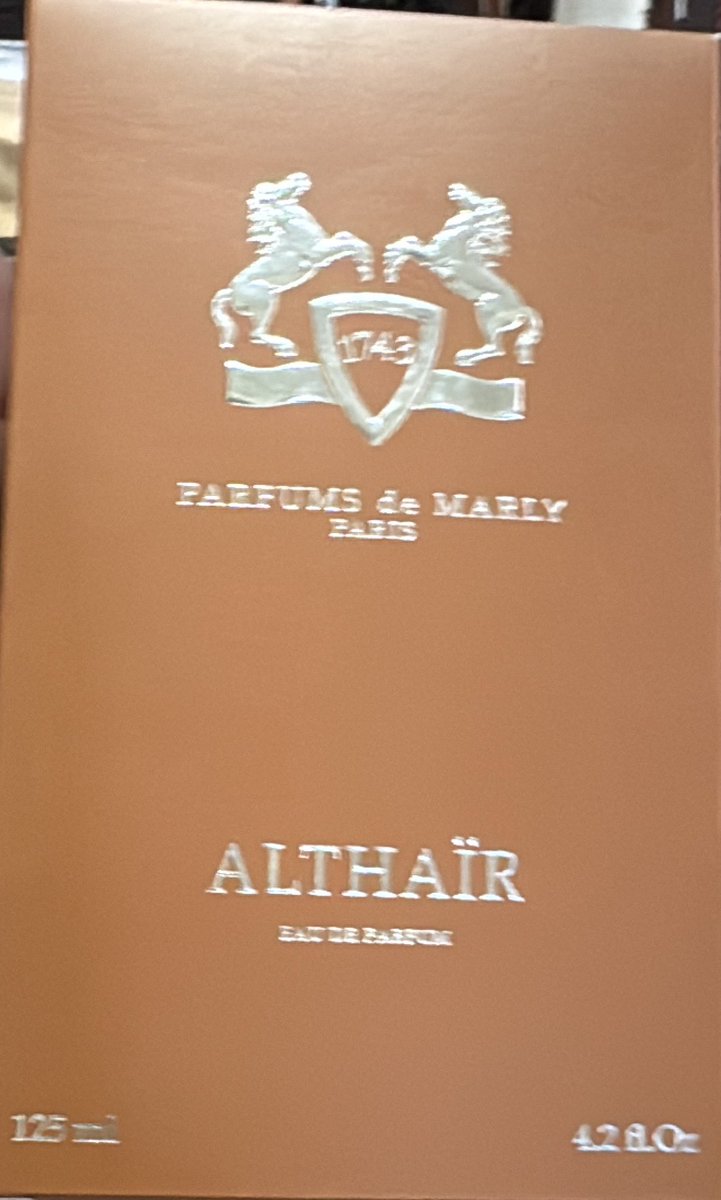 1743
PARFUMS de MARLY
PARIS
ALTHAÏR
EAU DE PARFUM
125 ml
4.2 fl.Oz